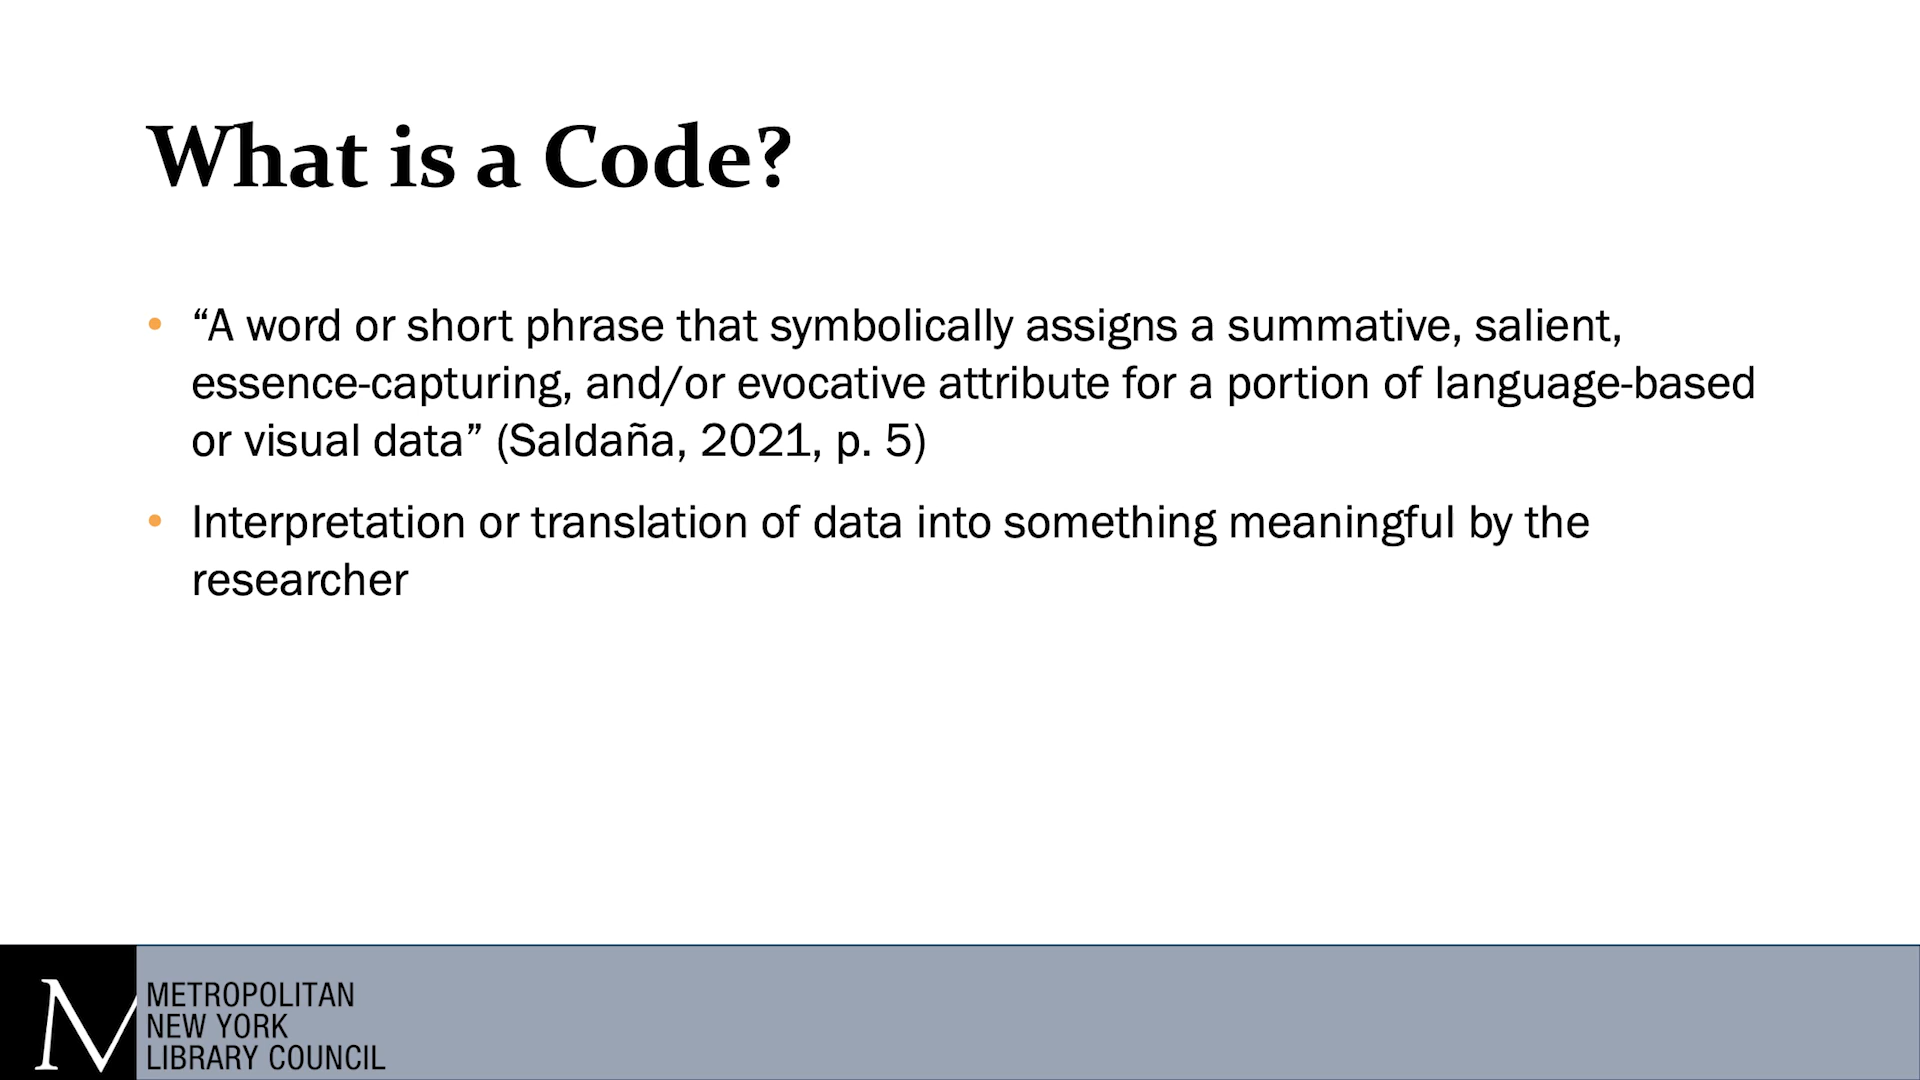 What is a Code?
• “A word or short phrase that symbolically assigns a summative, salient,
essence-capturing, and/or evocative attribute for a portion of language-based
or visual data” (Saldaña, 2021, p. 5)
• Interpretation or translation of data into something meaningful by the
researcher
M
METROPOLITAN
NEW YORK
LIBRARY COUNCIL